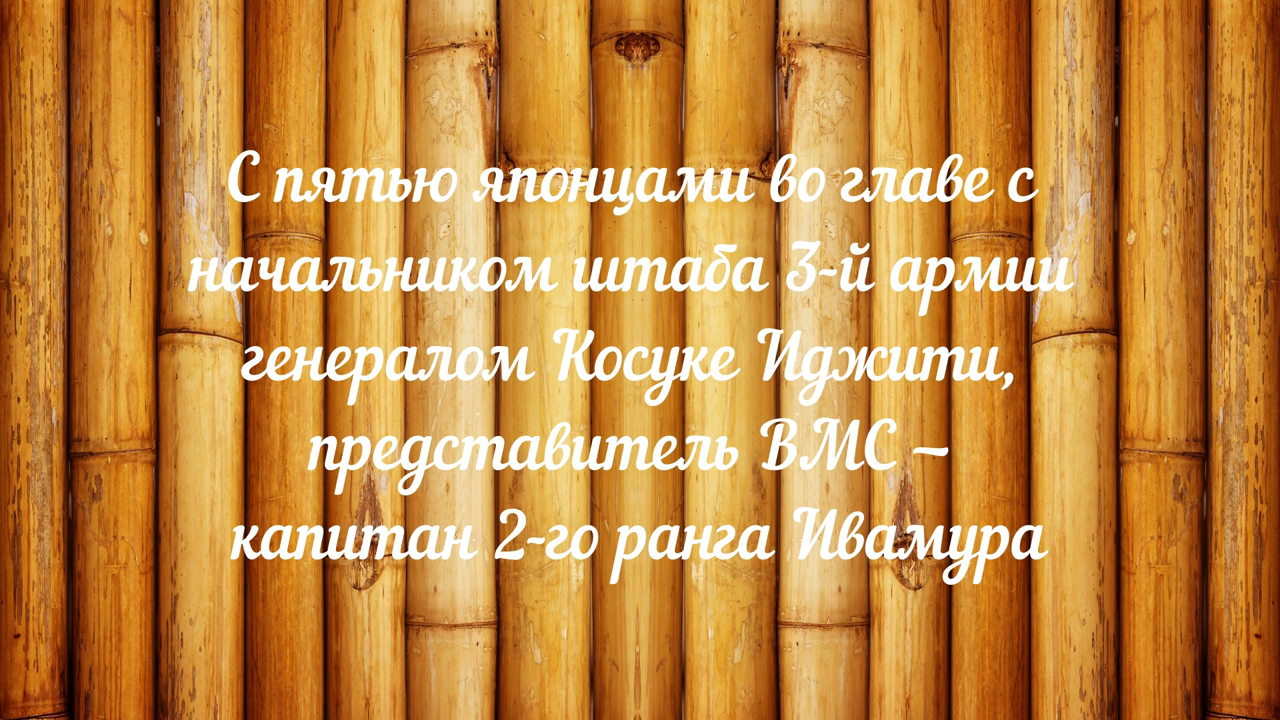 С пятью японцами во главе с
начальником штаба 3-й армии
генералом Косуке Иджити,
представитель ВМС –
капитан 2-го ранга Ивамура